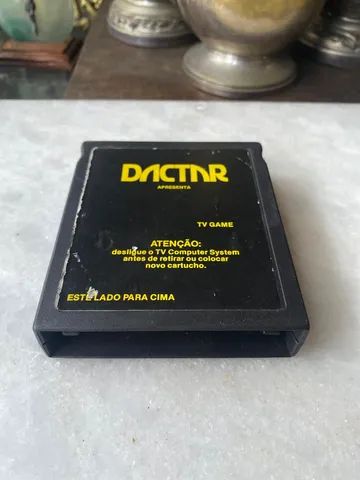 DACTAR
APRESENTA
TV GAME
ATENÇÃO:
desligue o TV Computer System
antes de retirar ou colocar
novo cartucho.
ESTE LADO PARA CIMA